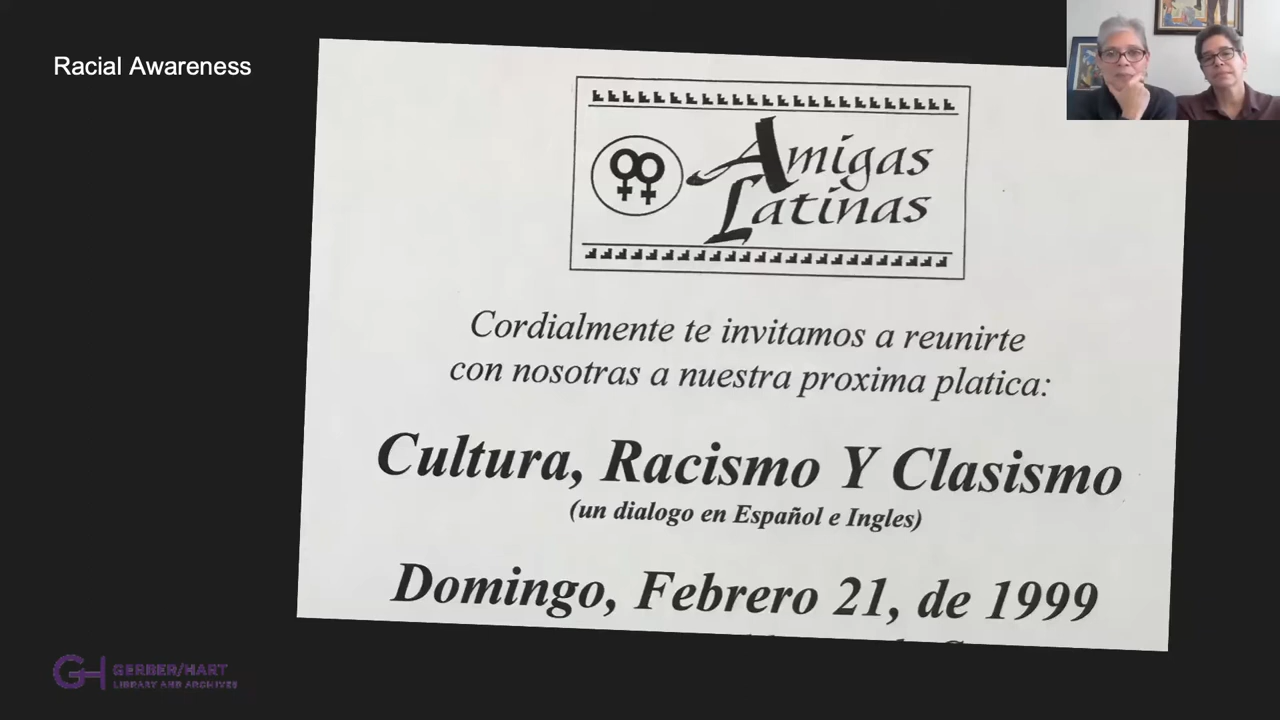 Racial Awareness
Amigas
Latinas
Cordialmente te invitamos a reunirte
con nosotras a nuestra proxima platica:
Cultura, Racismo Y Clasismo
(un dialogo en Español e Ingles)
Domingo, Febrero 21, de 1999
GH GERBER/HART
LIBRARY AND ARCHIVES